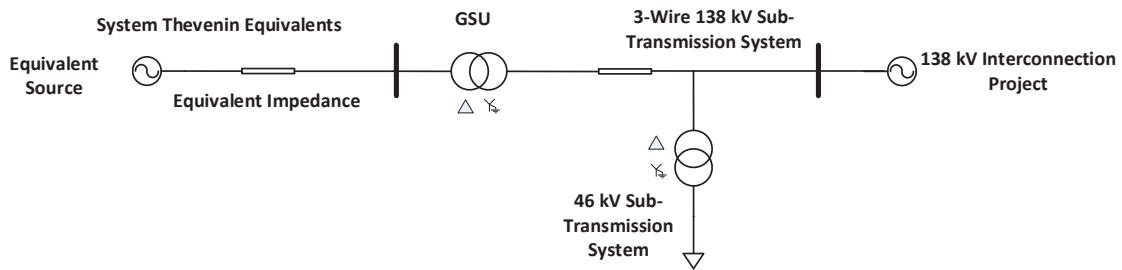 System Thevenin Equivalents
GSU
3-Wire 138 kV Sub-
Transmission System
Equivalent
Source
138 kV Interconnection
Project
Equivalent Impedance
46 kV Sub-
Transmission
System